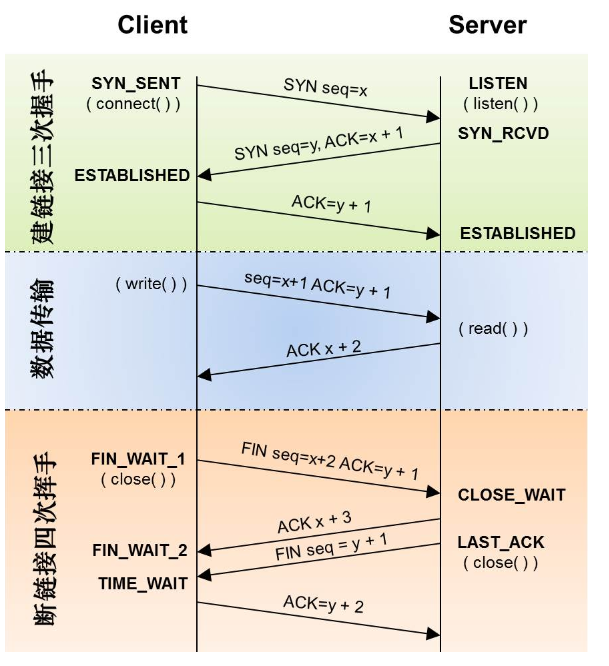 Client
Server
建链接三次握手
SYN_SENT
( connect( ) )
SYN seq=x
LISTEN
( listen( ) )
SYN_RCVD
SYN seq=y, ACK=x + 1
ESTABLISHED
ACK=y + 1
ESTABLISHED
数据传输
( write( ) )
seq=x+1 ACK=y + 1
( read( ) )
ACK x + 2
断链接四次挥手
FIN_WAIT_1
( close( ) )
FIN seq=x+2 ACK=y + 1
CLOSE_WAIT
ACK x + 3
FIN_WAIT_2
FIN seq = y + 1
LAST_ACK
( close( ) )
TIME_WAIT
ACK=y + 2